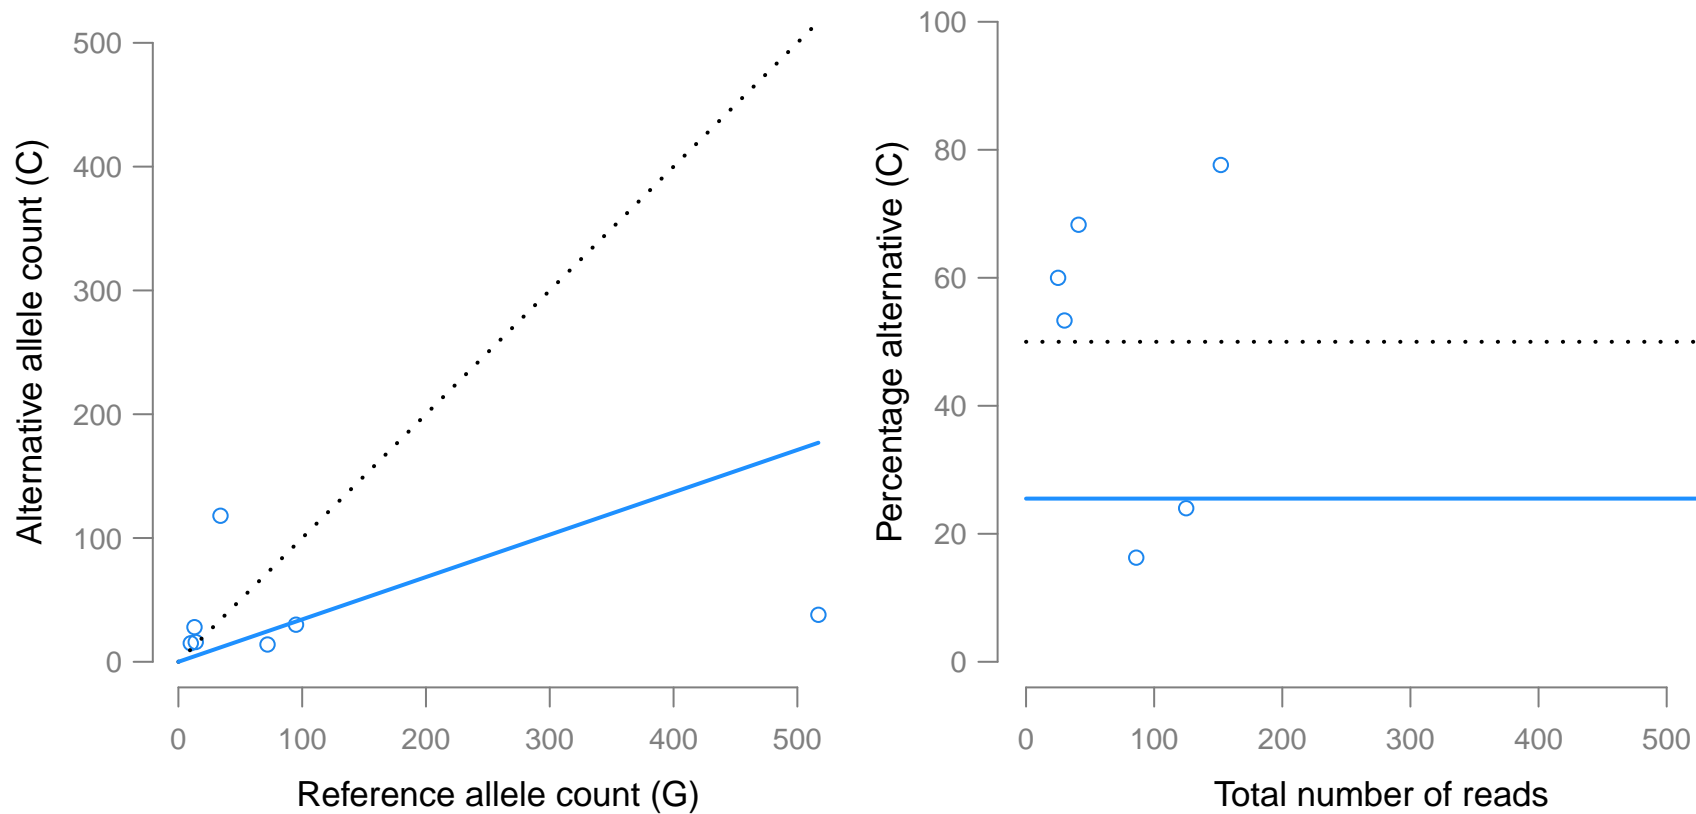 Alternative allele count (C)
500
400
300
200
100
0
0 100 200 300 400 500
Reference allele count (G)
Percentage alternative (C)
100
80
60
40
20
0
0 100 200 300 400 500
Total number of reads